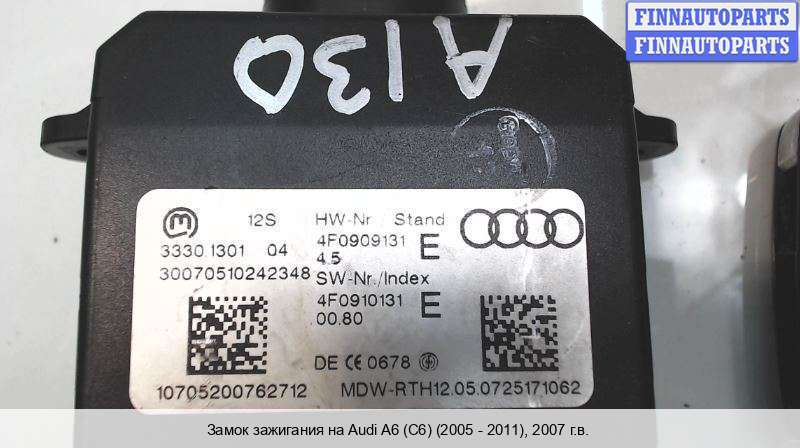 FINNAUTOPARTS
FINNAUTOPARTS
A130
12S
3330.1301 04
30070510242348
HW-Nr./Stand
4F0909131 E
4.5
SW-Nr./Index
4F0910131 E
00.80
DE CE 0678
10705200762712
MDW-RTH12.05.0725171062
Замок зажигания на Audi A6 (C6) (2005 - 2011), 2007 г.в.